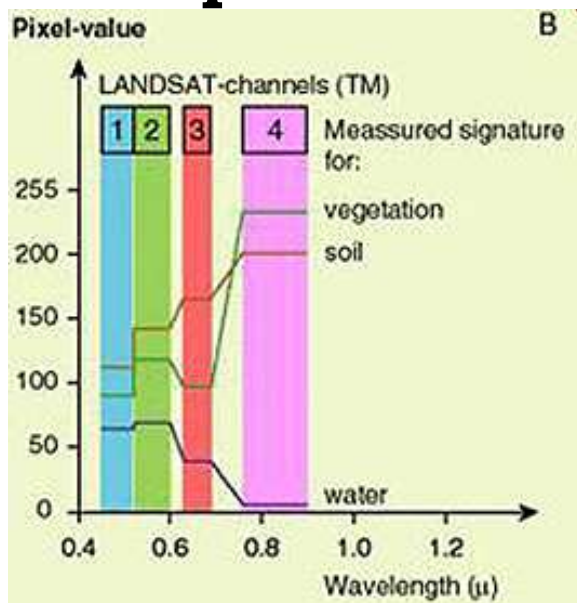 Pixel-value
B
LANDSAT-channels (TM)
1 2 3 4
Meassured signature
for:
255
vegetation
200
soil
150
100
50
water
0
0.4 0.6 0.8 1.0 1.2
Wavelength (μ)